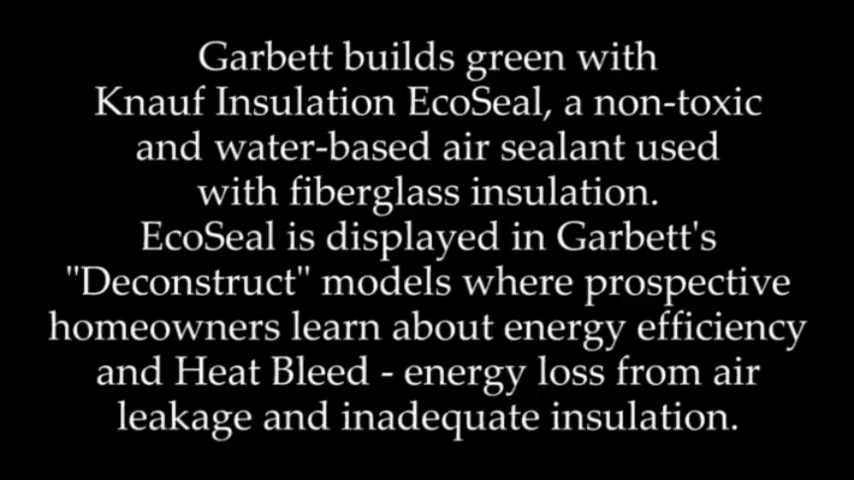 Garbett builds green with
Knauf Insulation EcoSeal, a non-toxic
and water-based air sealant used
with fiberglass insulation.
EcoSeal is displayed in Garbett's
"Deconstruct" models where prospective
homeowners learn about energy efficiency
and Heat Bleed - energy loss from air
leakage and inadequate insulation.